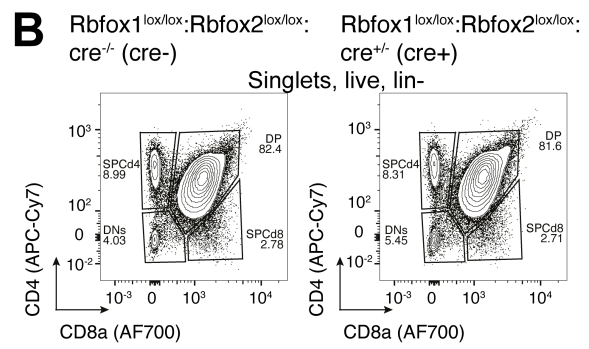 B
Rbfox1lox/lox:Rbfox2lox/lox:
cre-/- (cre-)
Rbfox1lox/lox:Rbfox2lox/lox:
cre+/- (cre+)
Singlets, live, lin-
CD4 (APC-Cy7)
10³
10²
0
10-2
SPCd4
8.99
DP
82.4
DNs
4.03
SPCd8
2.78
10-3 0 10³ 10⁴
CD8a (AF700)
CD4 (APC-Cy7)
10³
10²
0
10-2
SPCd4
8.31
DP
81.6
DNs
5.45
SPCd8
2.71
10-3 0 10³ 10⁴
CD8a (AF700)